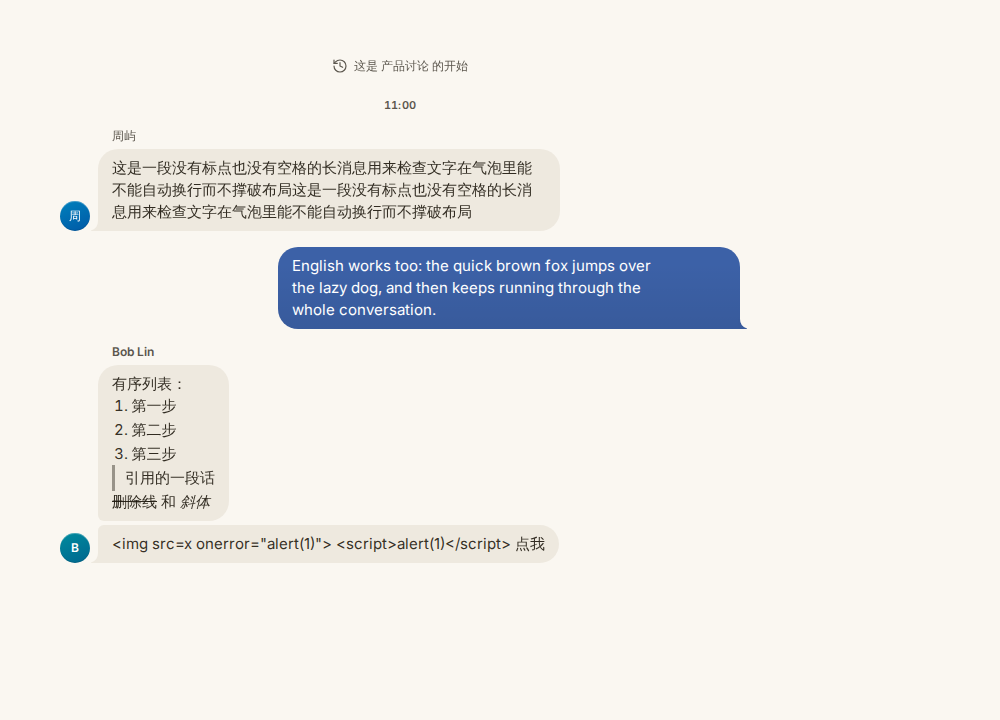 这是 产品讨论 的开始
11:00
周屿
这是一段没有标点也没有空格的长消息用来检查文字在气泡里能
不能自动换行而不撑破布局这是一段没有标点也没有空格的长消
息用来检查文字在气泡里能不能自动换行而不撑破布局
周
English works too: the quick brown fox jumps over
the lazy dog, and then keeps running through the
whole conversation.
Bob Lin
有序列表：
1. 第一步
2. 第二步
3. 第三步
引用的一段话
删除线 和 斜体
B
<img src=x onerror="alert(1)"> <script>alert(1)</script> 点我